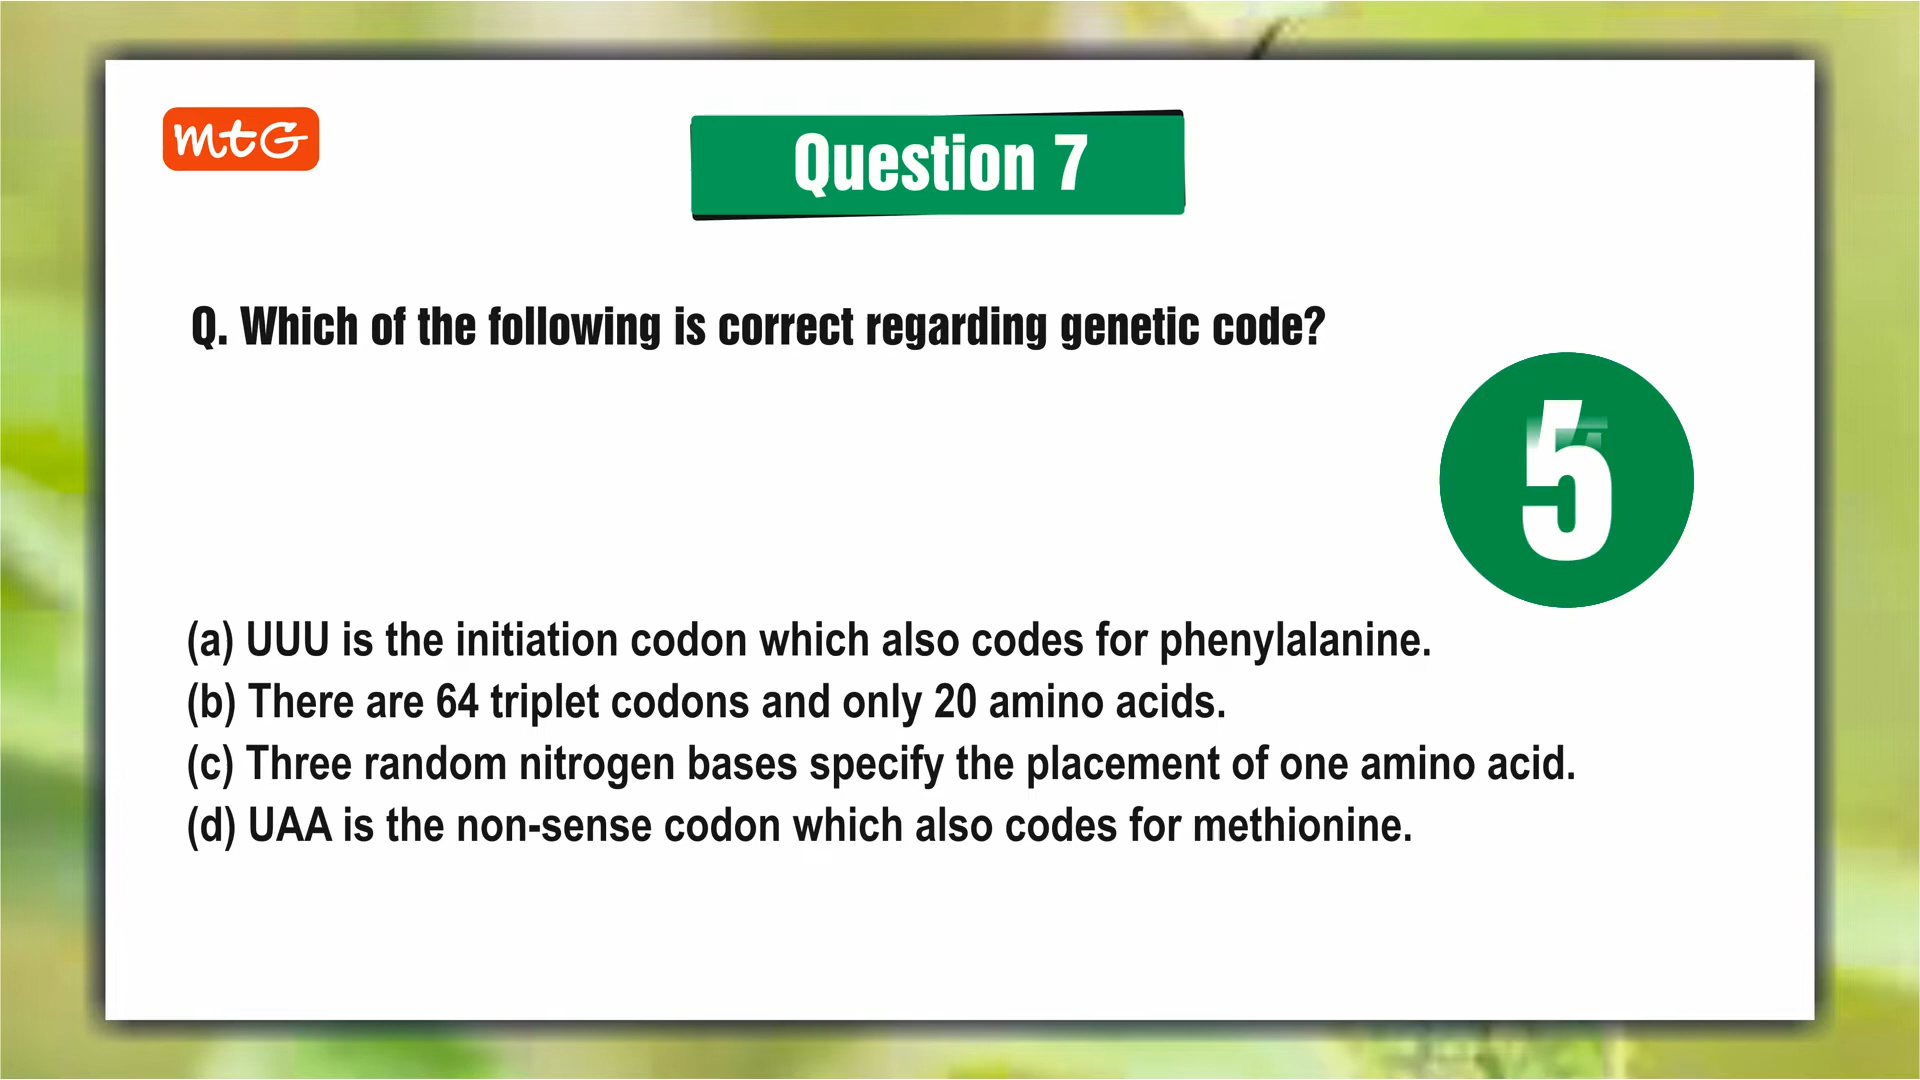 mtG
Question 7
Q. Which of the following is correct regarding genetic code?
5
(a) UUU is the initiation codon which also codes for phenylalanine.
(b) There are 64 triplet codons and only 20 amino acids.
(c) Three random nitrogen bases specify the placement of one amino acid.
(d) UAA is the non-sense codon which also codes for methionine.